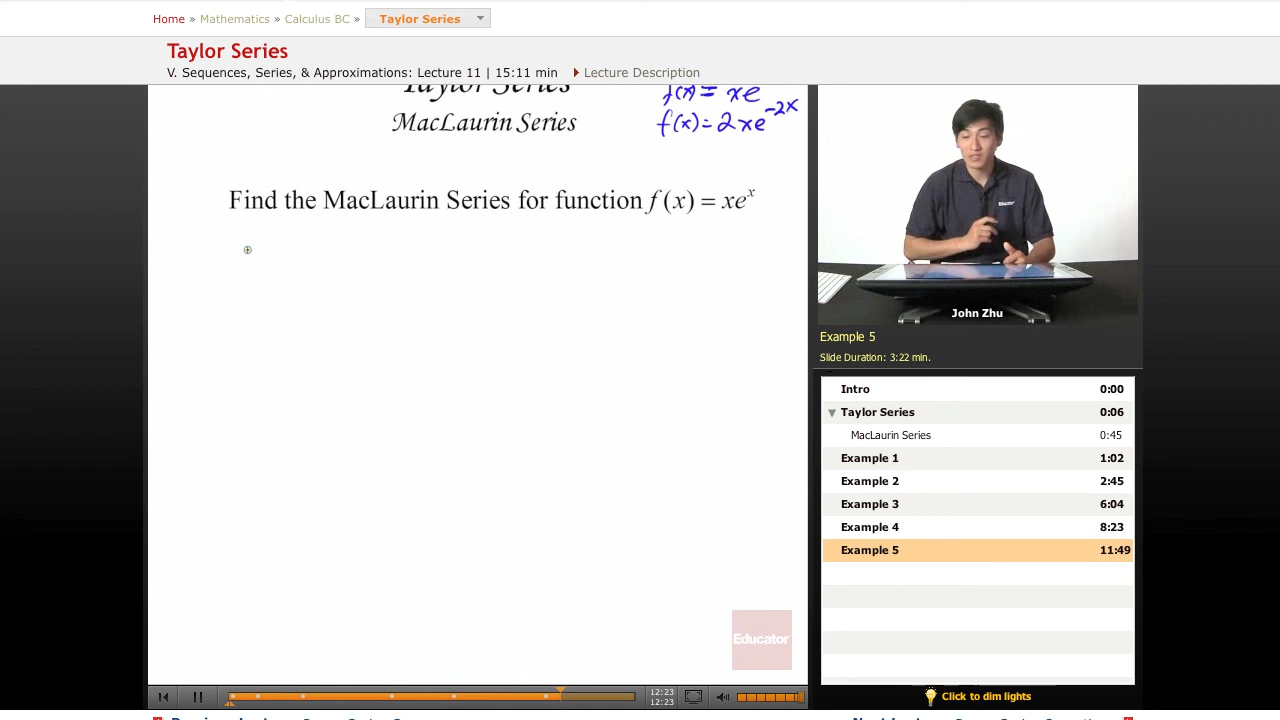 Home » Mathematics » Calculus BC » Taylor Series
Taylor Series
V. Sequences, Series, & Approximations: Lecture 11 | 15:11 min Lecture Description
Taylor Series
MacLaurin Series
f(x) = xe
f(x) = 2xe^-2x
Find the MacLaurin Series for function f(x) = xe^x
Educator
John Zhu
Example 5
Slide Duration: 3:22 min.
Intro 0:00
Taylor Series 0:06
MacLaurin Series 0:45
Example 1 1:02
Example 2 2:45
Example 3 6:04
Example 4 8:23
Example 5 11:49
12:23
12:23
Click to dim lights